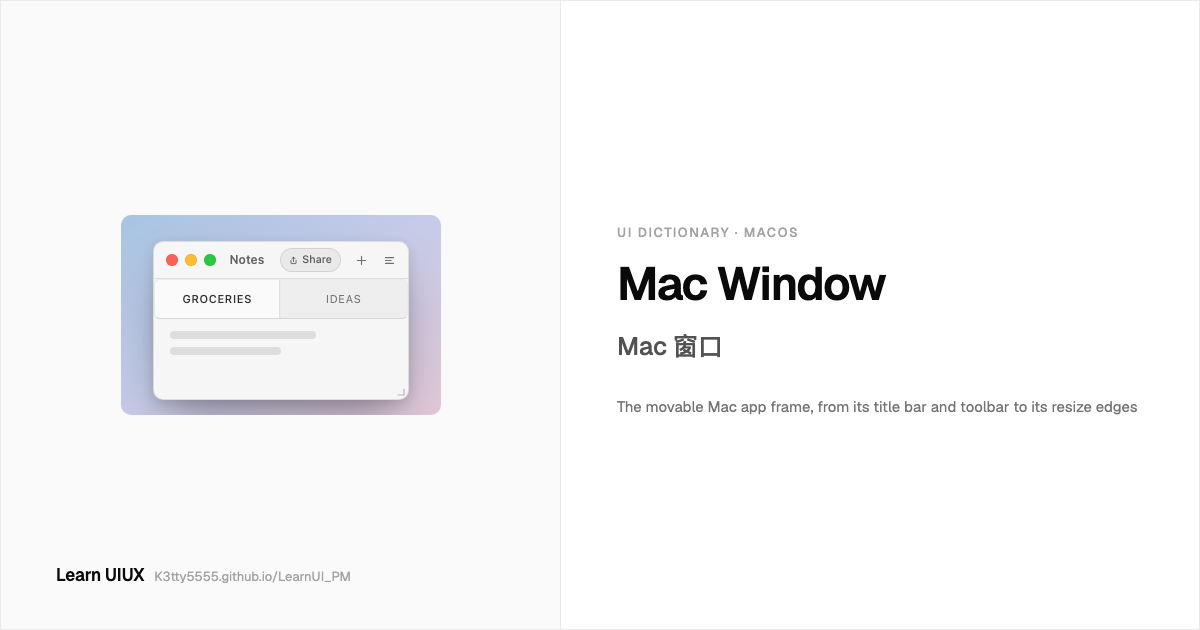 Notes
Share
GROCERIES
IDEAS
Learn UIUX K3tty5555.github.io/LearnUI_PM
UI DICTIONARY · MACOS
Mac Window
Mac 窗口
The movable Mac app frame, from its title bar and toolbar to its resize edges